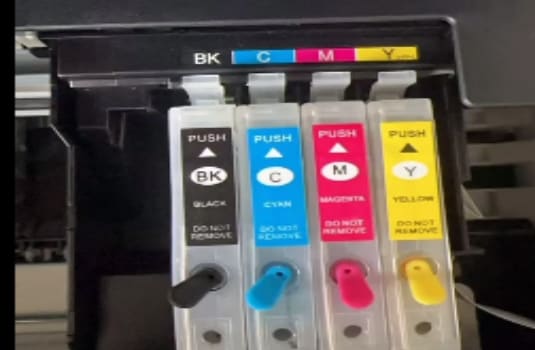 BK C M Y
PUSH
BK
BLACK
DO NOT
REMOVE
PUSH
C
CYAN
DO NOT
REMOVE
PUSH
M
MAGENTA
DO NOT
REMOVE
PUSH
Y
YELLOW
DO NOT
REMOVE